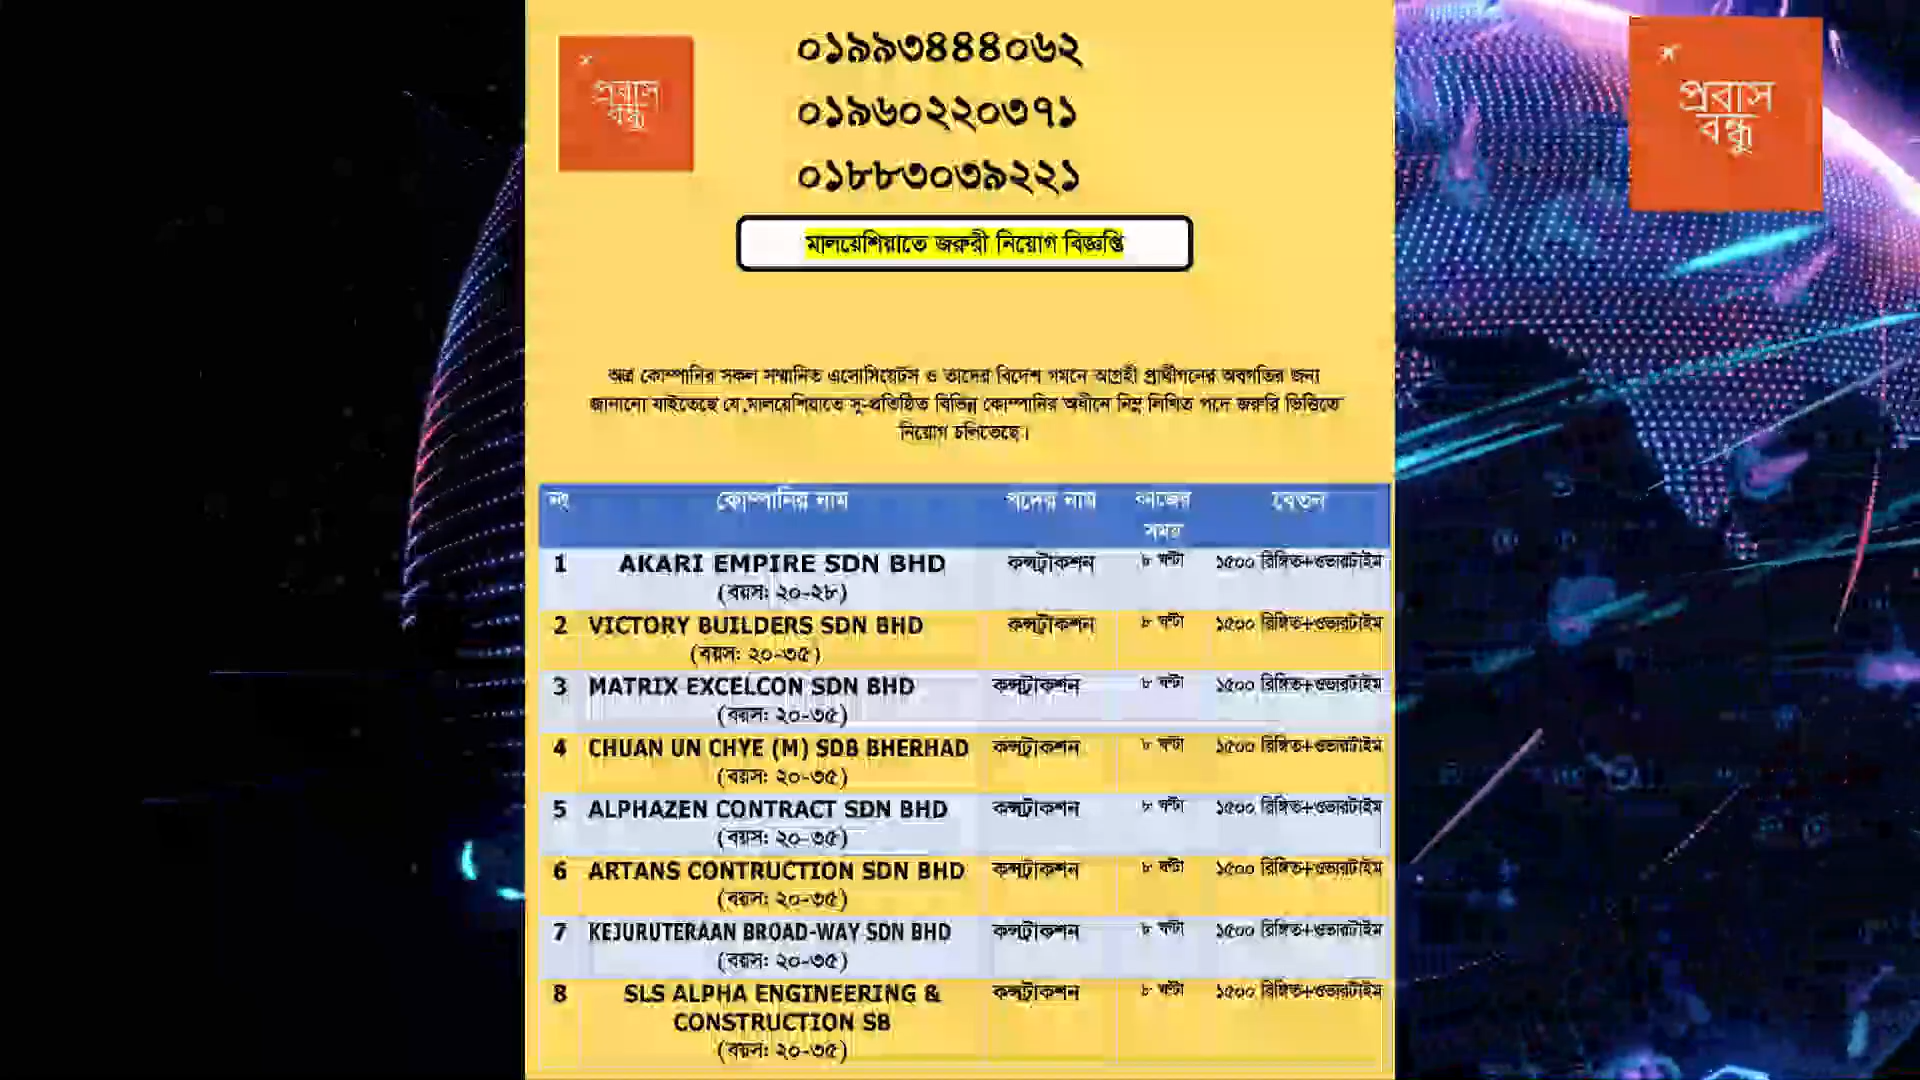 প্রবাস
বন্ধু
০১৯৯৩৪৪৪০৬২
০১৯৬০২২০৩৭১
০১৮৮৩০৩৯২২১
প্রবাস
বন্ধু
মালয়েশিয়াতে জরুরী নিয়োগ বিজ্ঞপ্তি
অত্র কোম্পানির সকল সম্মানিত এসোসিয়েটস ও তাদের বিদেশ গমনে আগ্রহী প্রার্থীগনের অবগতির জন্য
জানানো যাইতেছে যে,মালয়েশিয়াতে সু-প্রতিষ্ঠিত বিভিন্ন কোম্পানির অধীনে নিম্ন লিখিত পদে জরুরি ভিত্তিতে
নিয়োগ চলিতেছে।
নং কোম্পানির নাম পদের নাম কাজের সময় বেতন
1 AKARI EMPIRE SDN BHD কন্সট্রাকশন ৮ ঘন্টা ১৫০০ রিঙ্গিত+ওভারটাইম
(বয়স: ২০-২৮)
2 VICTORY BUILDERS SDN BHD কন্সট্রাকশন ৮ ঘন্টা ১৫০০ রিঙ্গিত+ওভারটাইম
(বয়স: ২০-৩৫)
3 MATRIX EXCELCON SDN BHD কন্সট্রাকশন ৮ ঘন্টা ১৫০০ রিঙ্গিত+ওভারটাইম
(বয়স: ২০-৩৫)
4 CHUAN UN CHYE (M) SDB BHERHAD কন্সট্রাকশন ৮ ঘন্টা ১৫০০ রিঙ্গিত+ওভারটাইম
(বয়স: ২০-৩৫)
5 ALPHAZEN CONTRACT SDN BHD কন্সট্রাকশন ৮ ঘন্টা ১৫০০ রিঙ্গিত+ওভারটাইম
(বয়স: ২০-৩৫)
6 ARTANS CONTRUCTION SDN BHD কন্সট্রাকশন ৮ ঘন্টা ১৫০০ রিঙ্গিত+ওভারটাইম
(বয়স: ২০-৩৫)
7 KEJURUTERAAN BROAD-WAY SDN BHD কন্সট্রাকশন ৮ ঘন্টা ১৫০০ রিঙ্গিত+ওভারটাইম
(বয়স: ২০-৩৫)
8 SLS ALPHA ENGINEERING & কন্সট্রাকশন ৮ ঘন্টা ১৫০০ রিঙ্গিত+ওভারটাইম
CONSTRUCTION SB
(বয়স: ২০-৩৫)